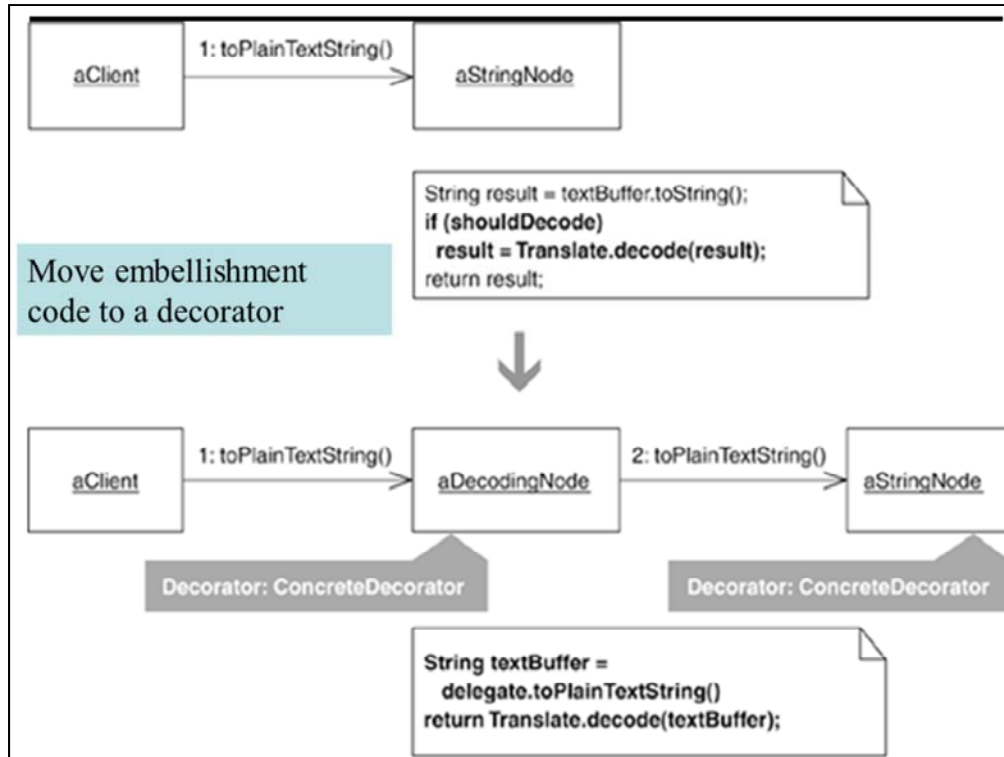 1: toPlainTextString()
aClient
aStringNode
String result = textBuffer.toString();
if (shouldDecode)
result = Translate.decode(result);
return result;
Move embellishment
code to a decorator
1: toPlainTextString()
2: toPlainTextString()
aClient
aDecodingNode
aStringNode
Decorator: ConcreteDecorator
Decorator: ConcreteDecorator
String textBuffer =
delegate.toPlainTextString()
return Translate.decode(textBuffer);